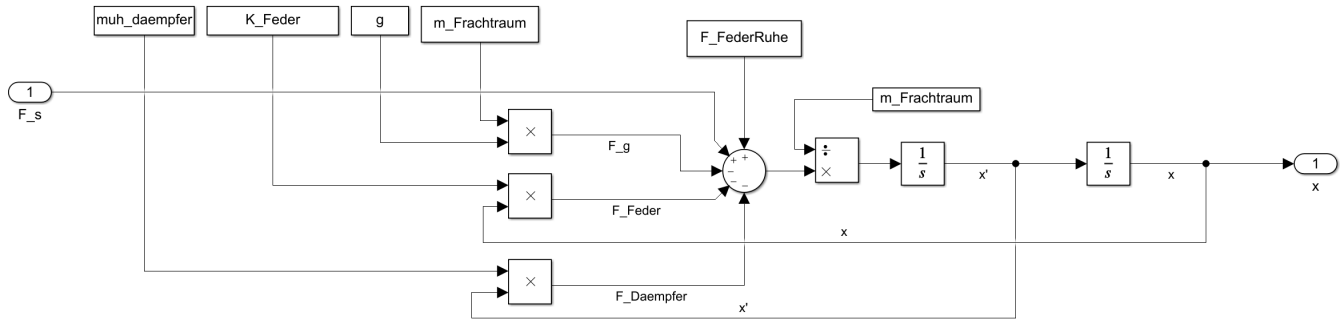 muh_daempfer
K_Feder
g
m_Frachtraum
F_FederRuhe
1
F_s
m_Frachtraum
×
F_g
+
+
−
−
−
÷
×
1
s
x'
1
s
x
1
x
×
F_Feder
x
×
F_Daempfer
x'